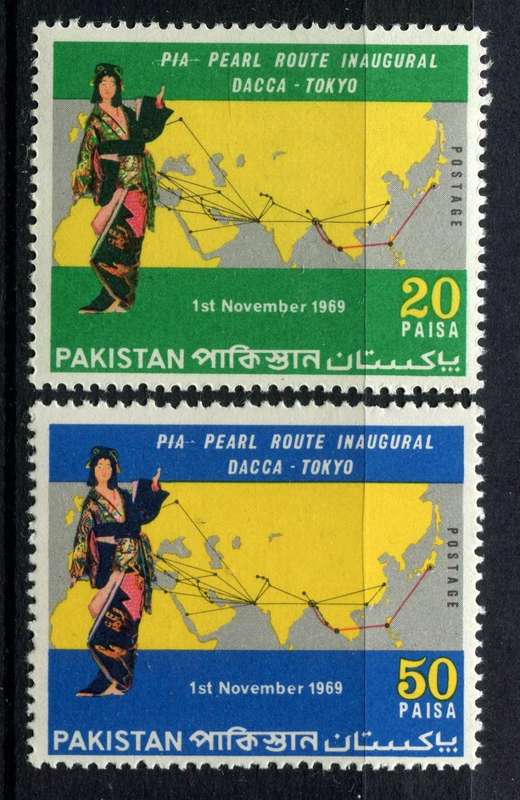 PIA - PEARL ROUTE INAUGURAL
DACCA - TOKYO
POSTAGE
1st November 1969
20
PAISA
PAKISTAN পাকিস্তান پاکستان
PIA - PEARL ROUTE INAUGURAL
DACCA - TOKYO
POSTAGE
1st November 1969
50
PAISA
PAKISTAN পাকিস্তান پاکستان